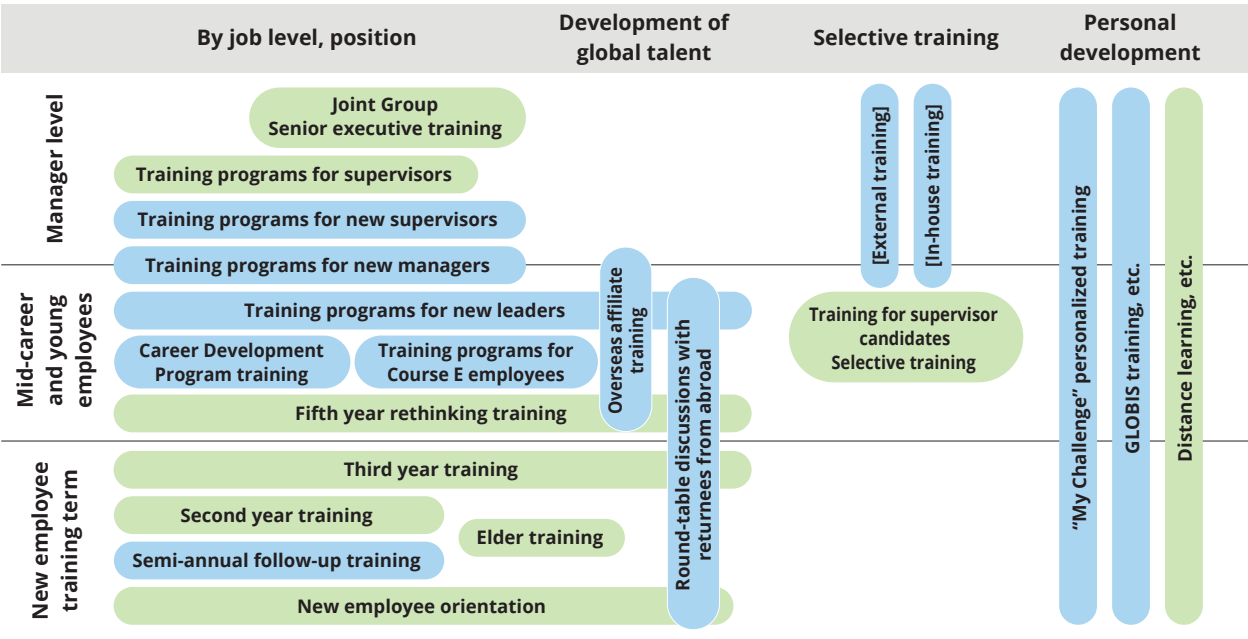 By job level, position
Development of
global talent
Selective training
Personal
development
Manager level
Joint Group
Senior executive training
Training programs for supervisors
Training programs for new supervisors
Training programs for new managers
[External training]
[In-house training]
Mid-career
and young
employees
Training programs for new leaders
Career Development
Program training
Training programs for
Course E employees
Fifth year rethinking training
Overseas affiliate
training
Round-table discussions with
returnees from abroad
Training for supervisor
candidates
Selective training
"My Challenge" personalized training
GLOBIS training, etc.
Distance learning, etc.
New employee
training term
Third year training
Second year training
Elder training
Semi-annual follow-up training
New employee orientation